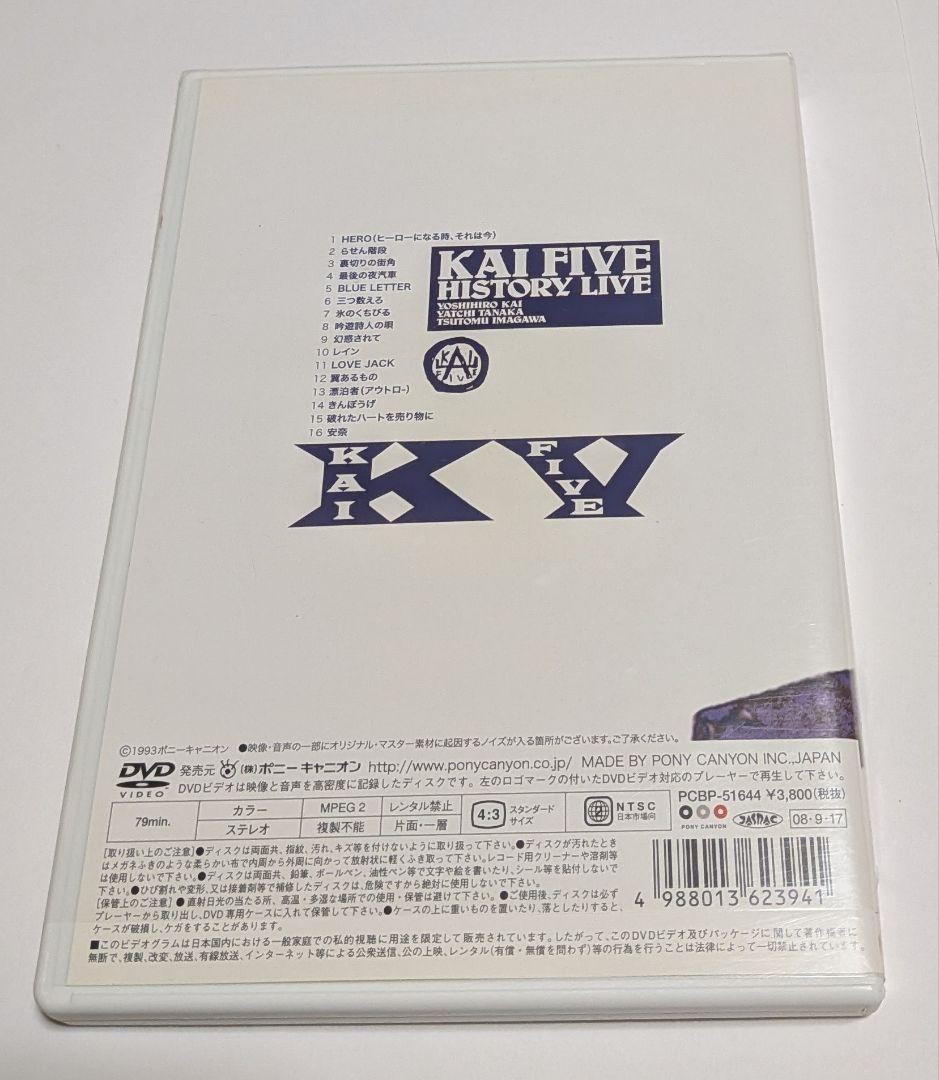 1 HERO(ヒーローになる時、それは今)
2 らせん階段
3 裏切りの街角
4 最後の夜汽車
5 BLUE LETTER
6 三つ数えろ
7 氷のくちびる
8 吟遊詩人の唄
9 幻惑されて
10 レイン
11 LOVE JACK
12 翼あるもの
13 漂泊者(アウトロ-)
14 きんぽうげ
15 破れたハートを売り物に
16 安奈
KAI FIVE
HISTORY LIVE
YOSHIHIRO KAI
YATCHI TANAKA
TSUTOMU IMAGAWA
KAI
FIVE
KAI
FIVE
©1993ポニーキャニオン ●映像・音声の一部にオリジナル・マスター素材に起因するノイズが入る箇所がございます。ご了承ください。
DVD VIDEO 発売元 (株)ポニーキャニオン http://www.ponycanyon.co.jp/ MADE BY PONY CANYON INC.,JAPAN
DVDビデオは映像と音声を高密度に記録したディスクです。左のロゴマークの付いたDVDビデオ対応のプレーヤーで再生して下さい。
PCBP-51644 ¥3,800(税抜)
79min. カラー MPEG 2 レンタル禁止 4:3 スタンダードサイズ 2 NTSC 日本市場向
ステレオ 複製不能 片面・一層
PONY CANYON JASRAC 08・9・17
[取り扱い上のご注意]●ディスクは両面共、指紋、汚れ、キズ等を付けないように取り扱って下さい。●ディスクが汚れたとき
はメガネふきのような柔らかい布で内周から外周に向かって放射状に軽くふき取って下さい。レコード用クリーナーや溶剤等
は使用しないで下さい。●ディスクは両面共、鉛筆、ボールペン、油性ペン等で文字や絵を書いたり、シール等を貼付しないで
下さい。●ひび割れや変形、又は接着剤等で補修したディスクは、危険ですから絶対に使用しないで下さい。
[保管上のご注意]●直射日光の当たる所、高温・多湿な場所での使用・保管は避けて下さい。●ご使用後、ディスクは必ず
プレーヤーから取り出し、DVD専用ケースに入れて保管して下さい。●ケースの上に重いものを置いたり、落としたりすると、
ケースが破損し、ケガをすることがあります。
4 988013 623941
■このビデオグラムは日本国内における一般家庭での私的視聴に用途を限定して販売されています。したがって、このDVDビデオ及びパッケージに関して著作権者に
無断で、複製、改変、放送、有線放送、インターネット等による公衆送信、公の上映、レンタル(有償・無償を問わず)等の行為を行うことは法律によって一切禁止されています。